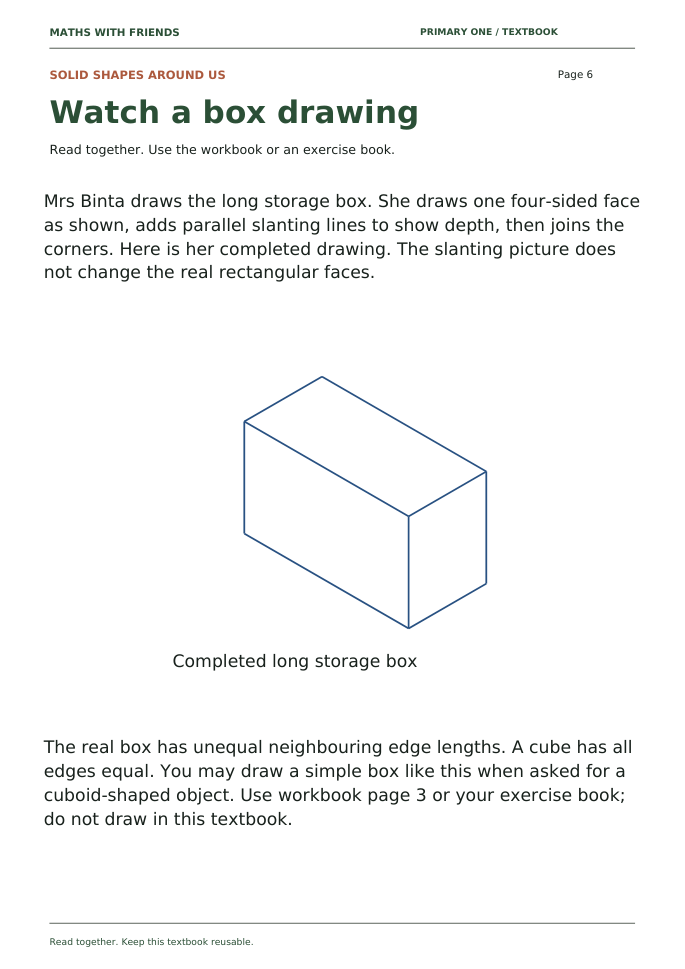 MATHS WITH FRIENDS
PRIMARY ONE / TEXTBOOK
SOLID SHAPES AROUND US
Page 6
Watch a box drawing
Read together. Use the workbook or an exercise book.
Mrs Binta draws the long storage box. She draws one four-sided face
as shown, adds parallel slanting lines to show depth, then joins the
corners. Here is her completed drawing. The slanting picture does
not change the real rectangular faces.
Completed long storage box
The real box has unequal neighbouring edge lengths. A cube has all
edges equal. You may draw a simple box like this when asked for a
cuboid-shaped object. Use workbook page 3 or your exercise book;
do not draw in this textbook.
Read together. Keep this textbook reusable.